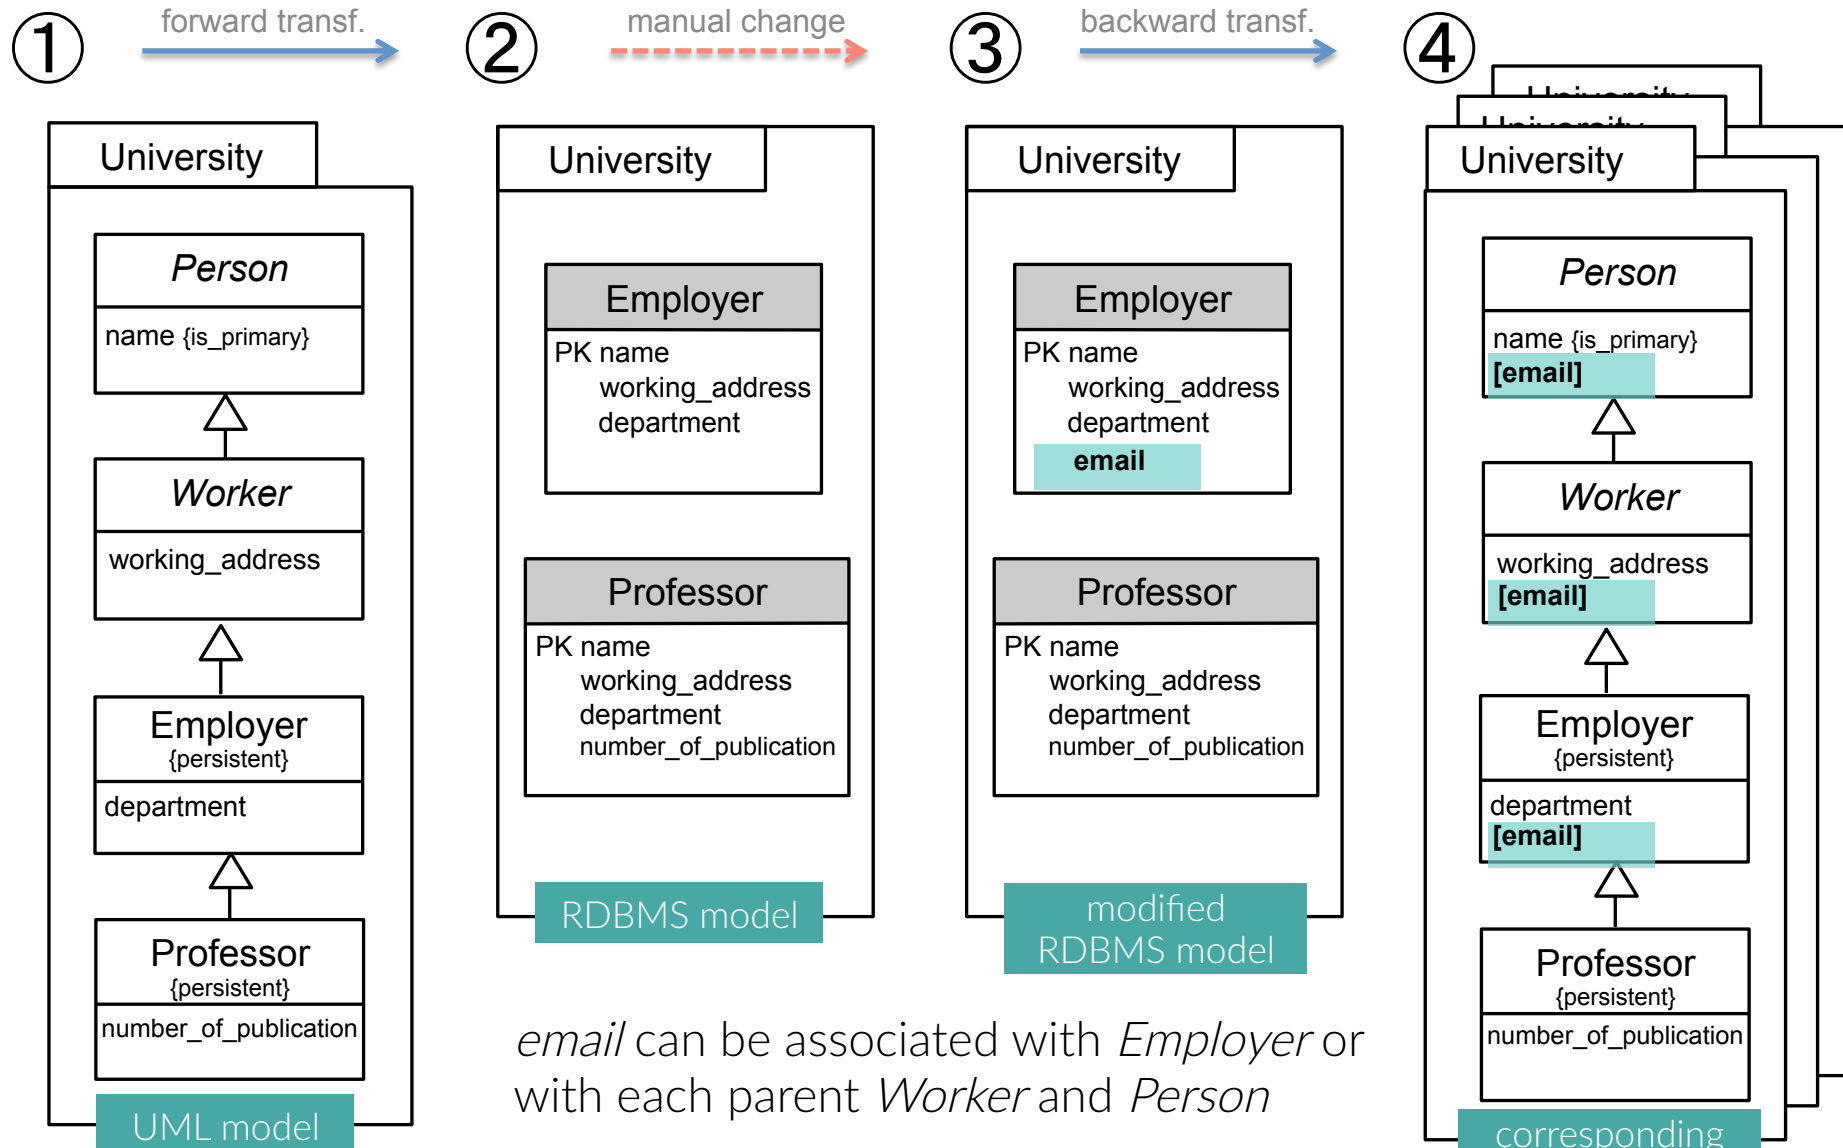 ① forward transf. ② manual change ③ backward transf. ④
University
Person
name {is_primary}
Worker
working_address
Employer
{persistent}
department
Professor
{persistent}
number_of_publication
UML model
University
Employer
PK name
working_address
department
Professor
PK name
working_address
department
number_of_publication
RDBMS model
University
Employer
PK name
working_address
department
email
Professor
PK name
working_address
department
number_of_publication
modified
RDBMS model
University
University
University
Person
name {is_primary}
[email]
Worker
working_address
[email]
Employer
{persistent}
department
[email]
Professor
{persistent}
number_of_publication
corresponding
email can be associated with Employer or
with each parent Worker and Person